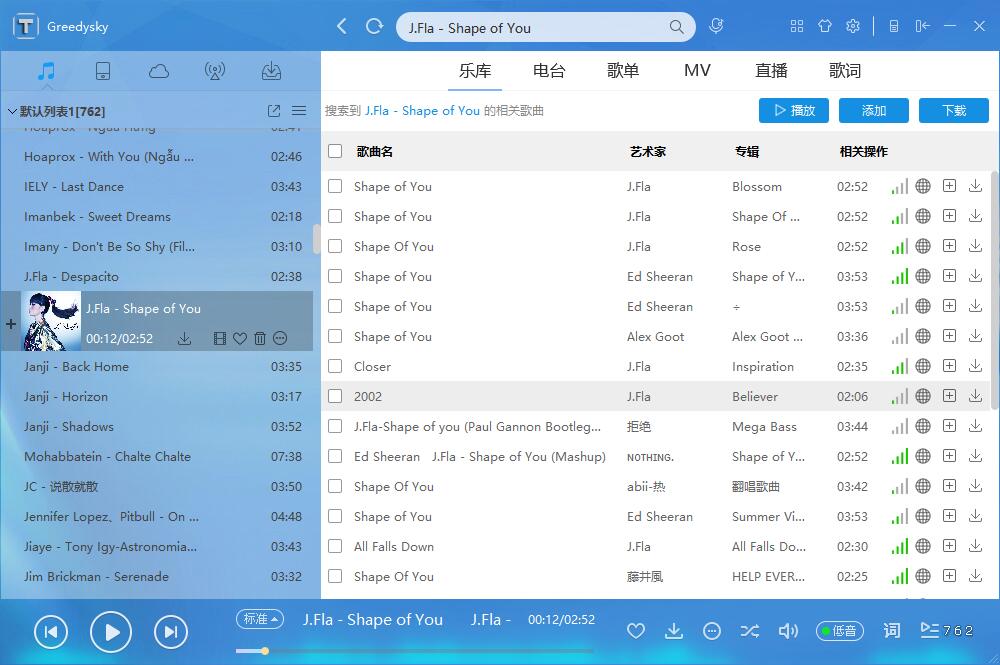 Greedysky
J.Fla - Shape of You
乐库 电台 歌单 MV 直播 歌词
默认列表1[762]
搜索到 J.Fla - Shape of You 的相关歌曲 播放 添加 下载
歌曲名 艺术家 专辑 相关操作
Hoaprox - Ngẫu Hứng 02:41
Hoaprox - With You (Ngẫu ... 02:46
IELY - Last Dance 03:43
Imanbek - Sweet Dreams 02:18
Imany - Don't Be So Shy (Fil... 03:10
J.Fla - Despacito 02:38
J.Fla - Shape of You
00:12/02:52
Janji - Back Home 03:35
Janji - Horizon 03:17
Janji - Shadows 03:52
Mohabbatein - Chalte Chalte 07:38
JC - 说散就散 03:50
Jennifer Lopez、Pitbull - On ... 04:48
Jiaye - Tony Igy-Astronomia... 03:43
Jim Brickman - Serenade 03:32
Shape of You J.Fla Blossom 02:52
Shape of You J.Fla Shape Of ... 02:52
Shape Of You J.Fla Rose 02:52
Shape of You Ed Sheeran Shape of Y... 03:53
Shape of You Ed Sheeran ÷ 03:53
Shape of You Alex Goot Alex Goot ... 03:36
Closer J.Fla Inspiration 02:35
2002 J.Fla Believer 02:06
J.Fla-Shape of you (Paul Gannon Bootleg... 拒绝 Mega Bass 03:44
Ed Sheeran J.Fla - Shape of You (Mashup) NOTHING. Shape of Y... 02:52
Shape Of You abii-热 翻唱歌曲 03:42
Shape of You Ed Sheeran Summer Vi... 03:53
All Falls Down J.Fla All Falls Do... 02:30
Shape Of You 藤井風 HELP EVER... 02:25
标准 J.Fla - Shape of You J.Fla - 00:12/02:52
低音 词 762